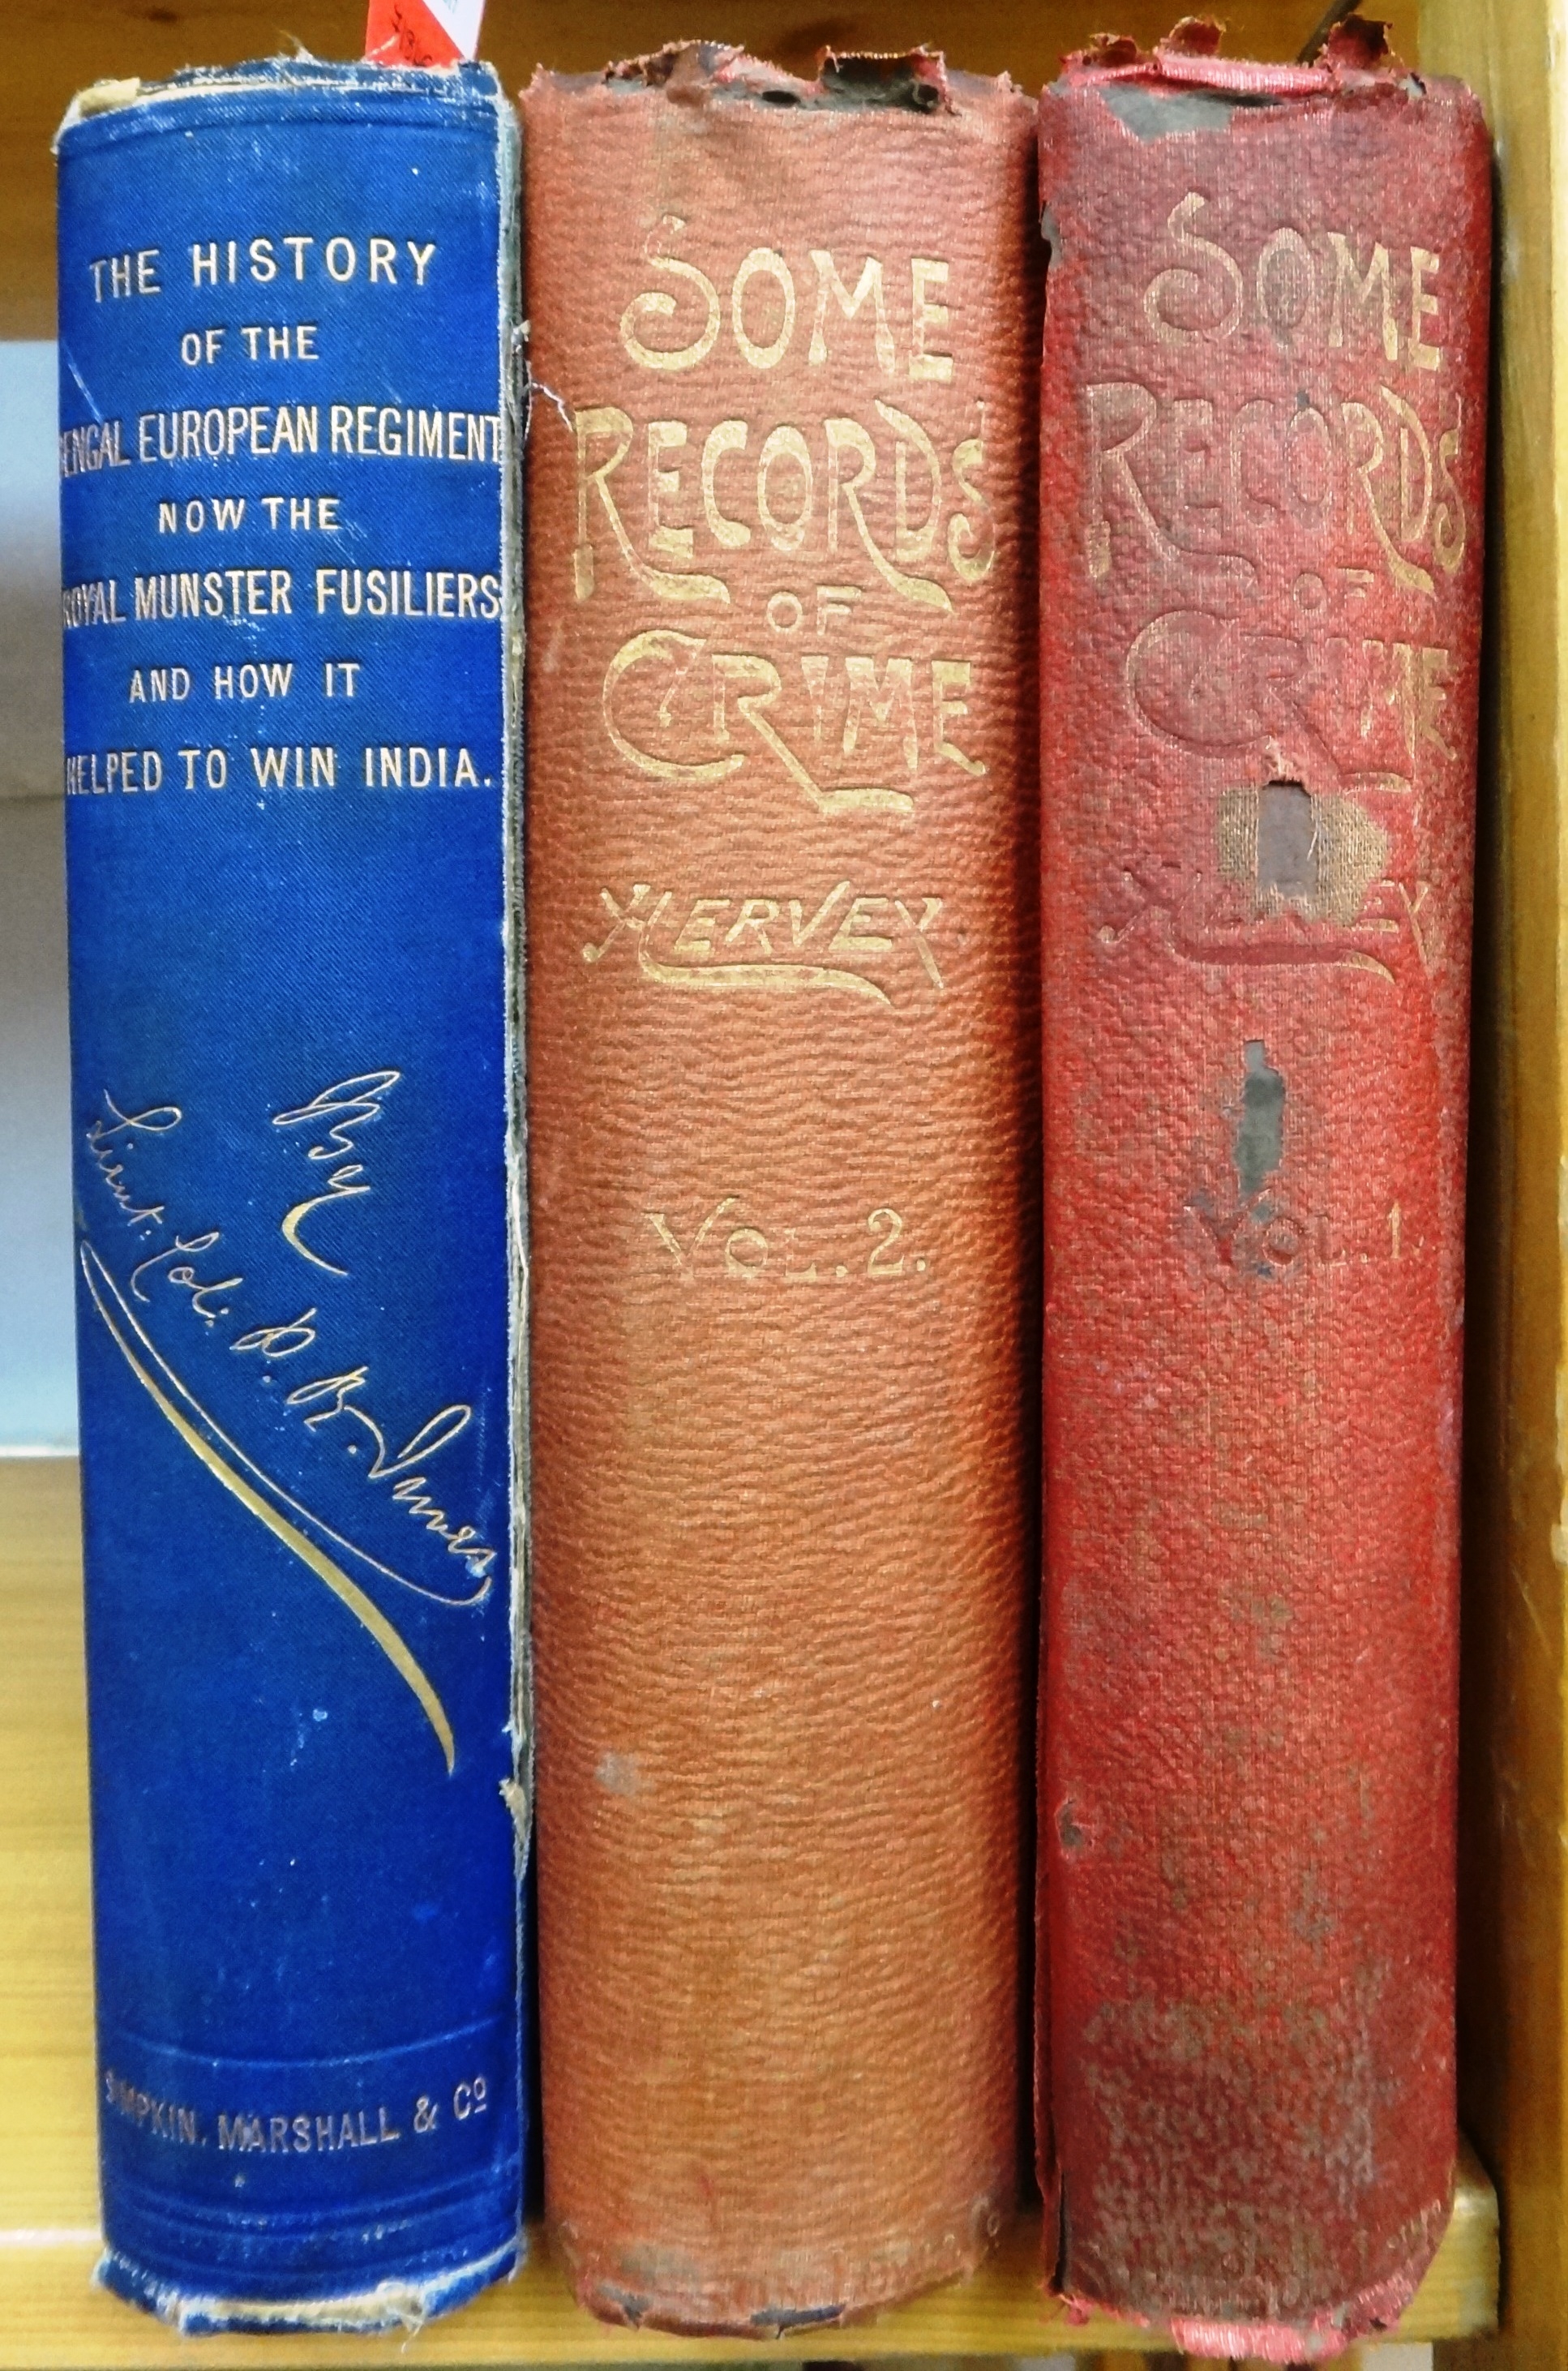 THE HISTORY
OF THE
BENGAL EUROPEAN REGIMENT
NOW THE
ROYAL MUNSTER FUSILIERS
AND HOW IT
HELPED TO WIN INDIA.
By
Lieut. Col: P. R. Innes
SIMPKIN, MARSHALL & Cº
SOME
RECORDS
OF
CRIME
HERVEY.
VOL. 2.
SOME
RECORDS
OF
CRIME
VOL. 1.